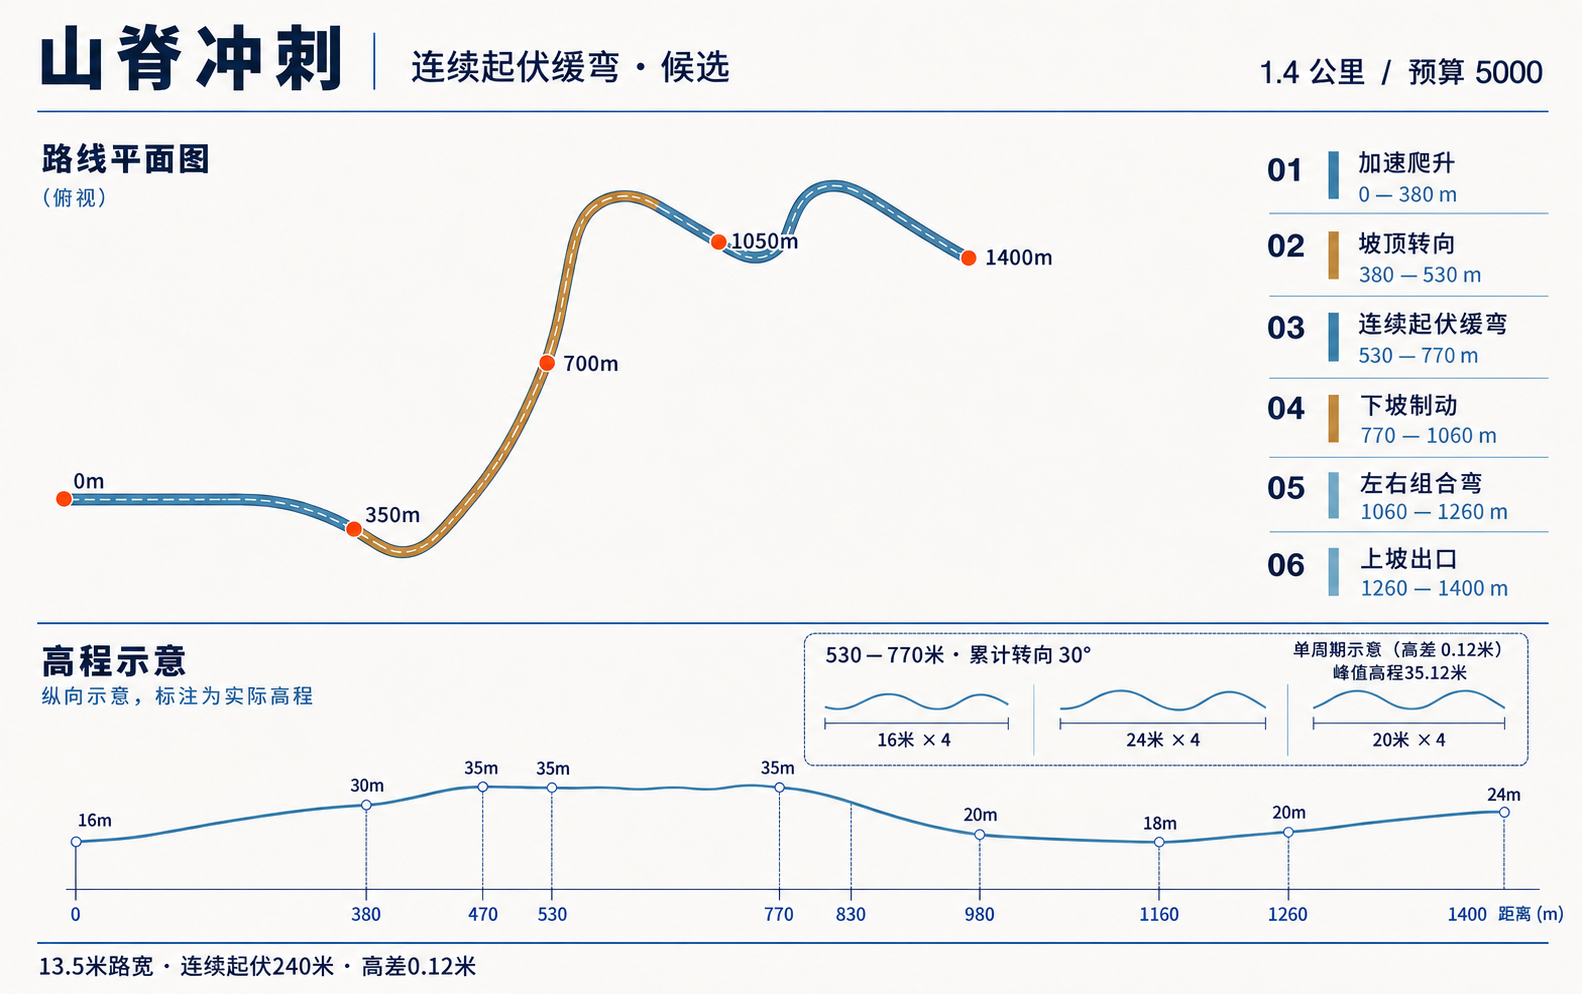 山脊冲刺
连续起伏缓弯·候选
1.4 公里 / 预算 5000
路线平面图
（俯视）
0m
350m
700m
1050m
1400m
01 加速爬升
0 — 380 m
02 坡顶转向
380 — 530 m
03 连续起伏缓弯
530 — 770 m
04 下坡制动
770 — 1060 m
05 左右组合弯
1060 — 1260 m
06 上坡出口
1260 — 1400 m
高程示意
纵向示意，标注为实际高程
530 — 770米·累计转向 30°
单周期示意（高差 0.12米）
峰值高程35.12米
16米 ×4
24米 ×4
20米 ×4
16m
30m
35m
35m
35m
20m
18m
20m
24m
0
380
470
530
770
830
980
1160
1260
1400
距离 (m)
13.5米路宽·连续起伏240米·高差0.12米